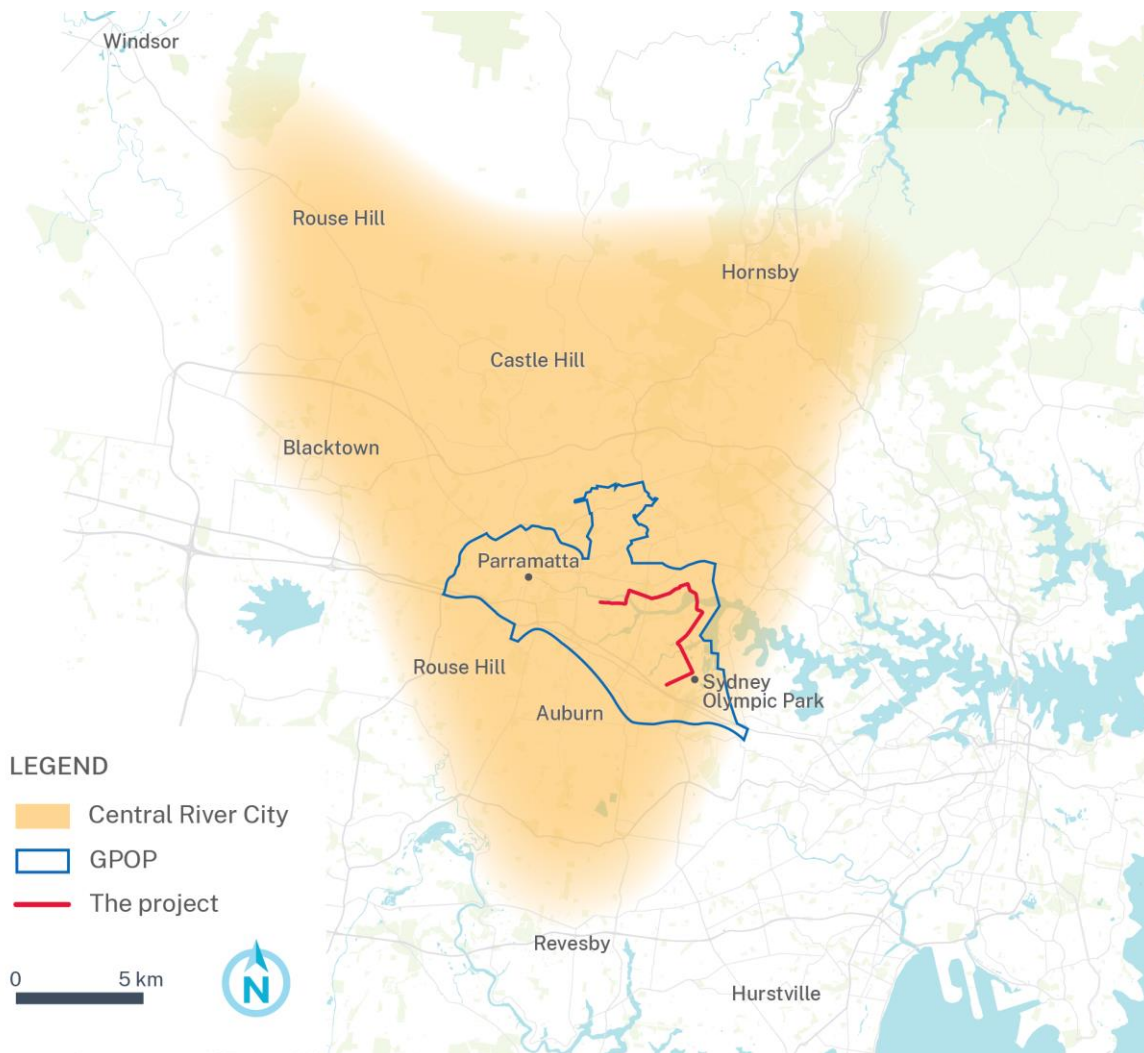 Windsor
Rouse Hill
Hornsby
Castle Hill
Blacktown
Parramatta
Rouse Hill
Sydney
Olympic Park
Auburn
LEGEND
Central River City
GPOP
The project
0 5 km
N
Revesby
Hurstville